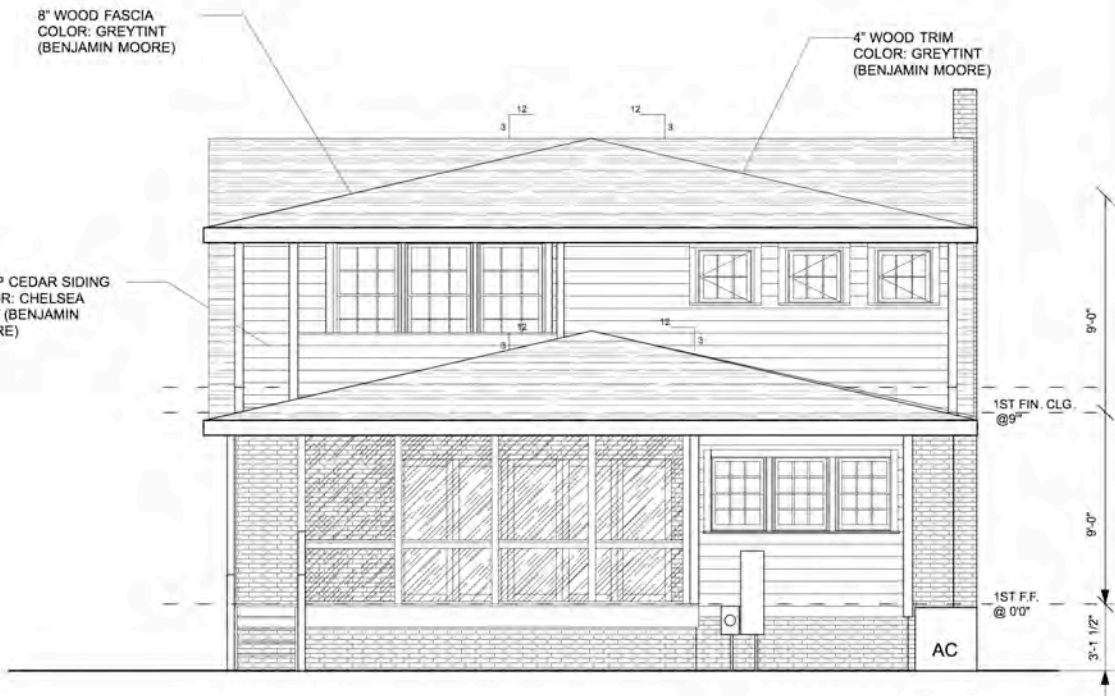 8" WOOD FASCIA
COLOR: GREYTINT
(BENJAMIN MOORE)
4" WOOD TRIM
COLOR: GREYTINT
(BENJAMIN MOORE)
12
3
12
3
P CEDAR SIDING
R: CHELSEA
(BENJAMIN
RE)
12
3
12
3
9'-0"
1ST FIN. CLG.
@9'"
9'-0"
1ST F.F.
@ 0'0"
3'-1 1/2"
AC